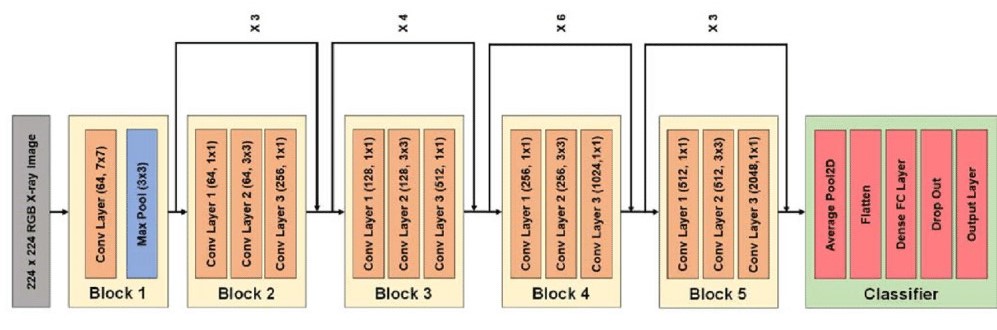 X 3
X 4
X 6
X 3
224 x 224 RGB X-ray Image
Conv Layer (64, 7x7)
Max Pool (3x3)
Block 1
Conv Layer 1 (64, 1x1)
Conv Layer 2 (64, 3x3)
Conv Layer 3 (256, 1x1)
Block 2
Conv Layer 1 (128, 1x1)
Conv Layer 2 (128, 3x3)
Conv Layer 3 (512, 1x1)
Block 3
Conv Layer 1 (256, 1x1)
Conv Layer 2 (256, 3x3)
Conv Layer 3 (1024,1x1)
Block 4
Conv Layer 1 (512, 1x1)
Conv Layer 2 (512, 3x3)
Conv Layer 3 (2048,1x1)
Block 5
Average Pool2D
Flatten
Dense FC Layer
Drop Out
Output Layer
Classifier